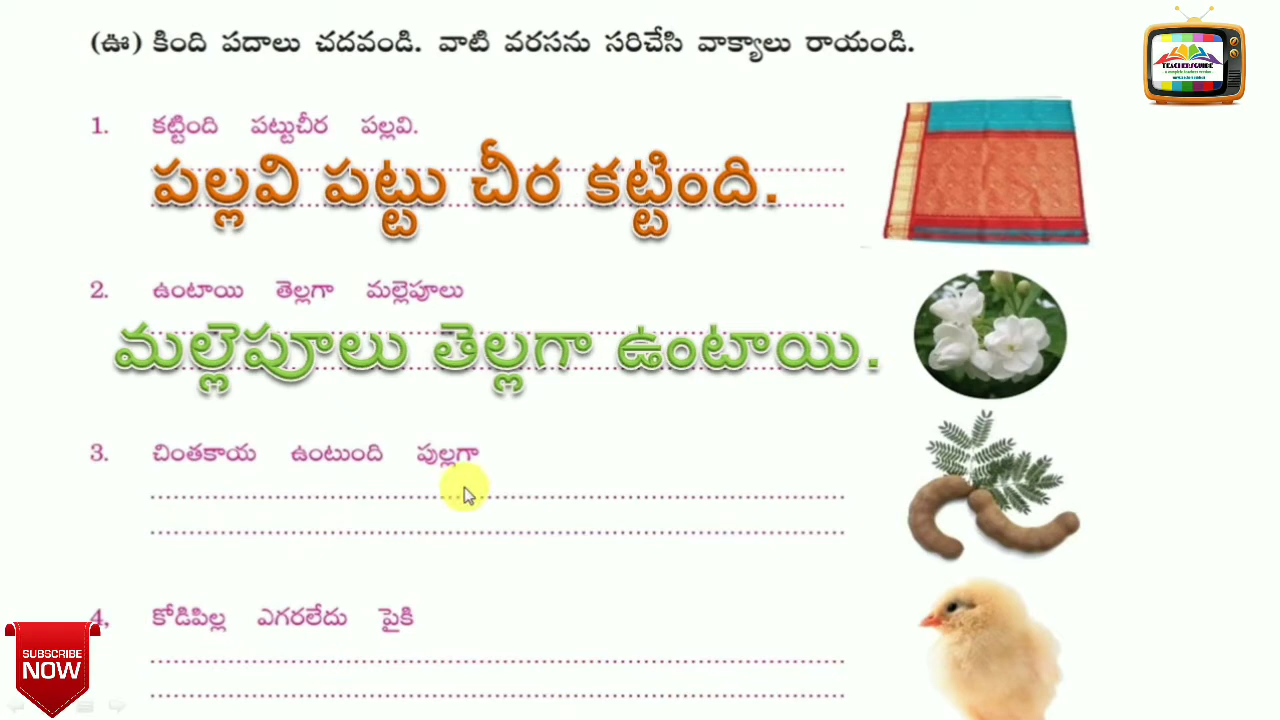 (ఊ) కింది పదాలు చదవండి. వాటి వరసను సరిచేసి వాక్యాలు రాయండి.
TEACHERSGUIDE
1. కట్టింది పట్టుచీర పల్లవి.
పల్లవి పట్టు చీర కట్టింది.
2. ఉంటాయి తెల్లగా మల్లెపూలు
మల్లెపూలు తెల్లగా ఉంటాయి.
3. చింతకాయ ఉంటుంది పుల్లగా
4, కోడిపిల్ల ఎగరలేదు పైకి
SUBSCRIBE
NOW